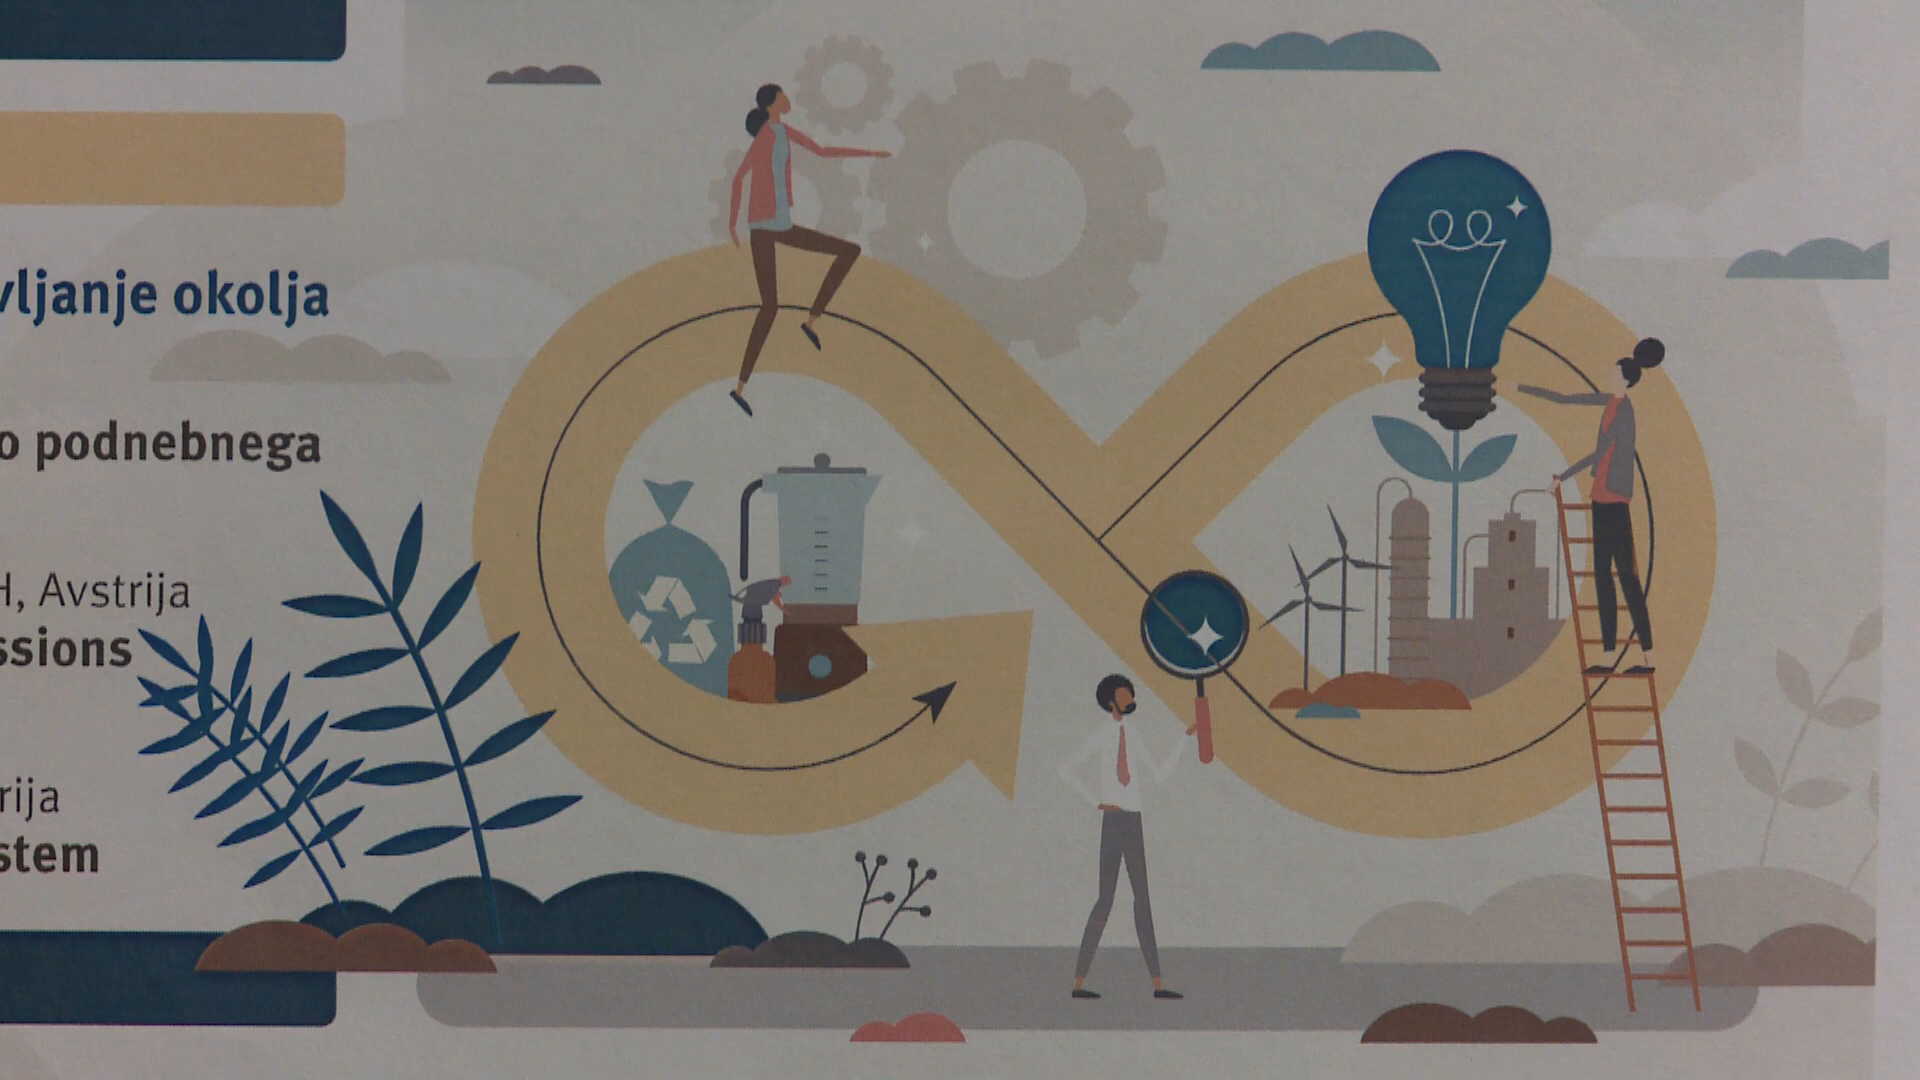 vljanje okolja
o podnebnega
H, Avstrija
ssions
rija
stem